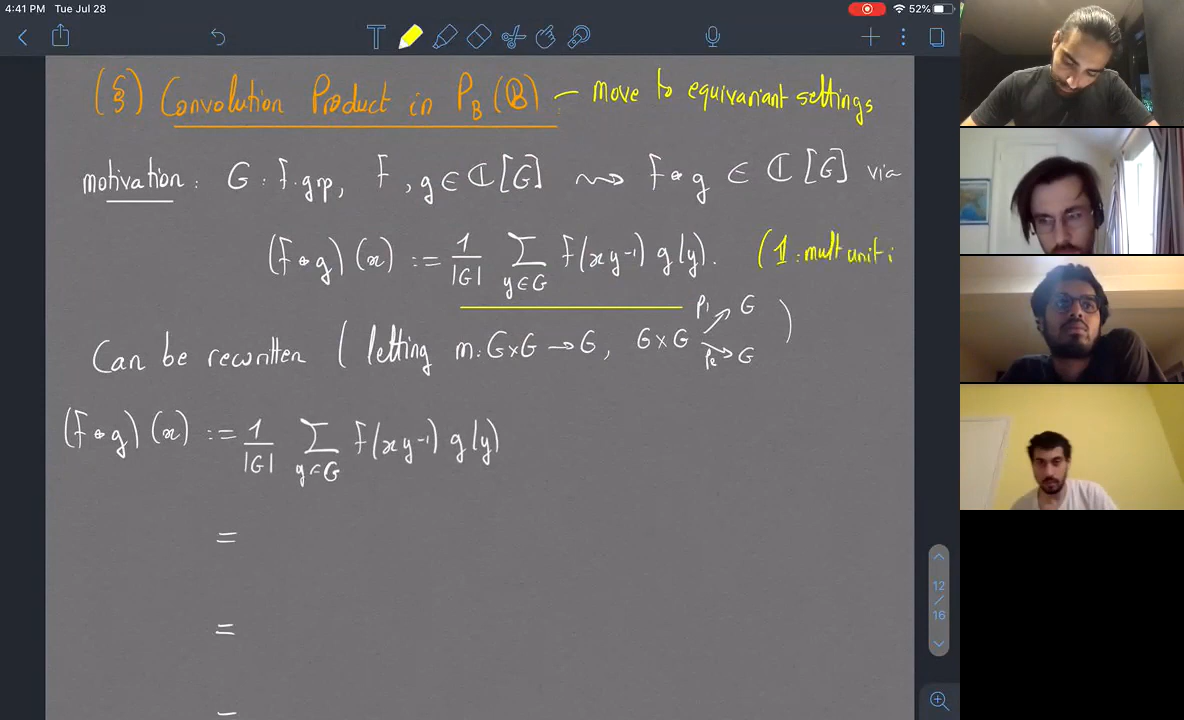 4:41 PM Tue Jul 28
52%
(§) Convolution Product in P_B(B) — move to equivariant settings
motivation: G: f.grp, f, g ∈ ℂ[G] ⇝ f * g ∈ ℂ[G] via
(f * g)(x) := 1/|G| ∑_{y∈G} f(xy⁻¹) g(y). (1: mult unit i
Can be rewritten (letting m: G×G → G, G×G p₁ ↗ G p₂ ↘ G)
(f * g)(x) := 1/|G| ∑_{y∈G} f(xy⁻¹) g(y)
=
=
=
12
/
16